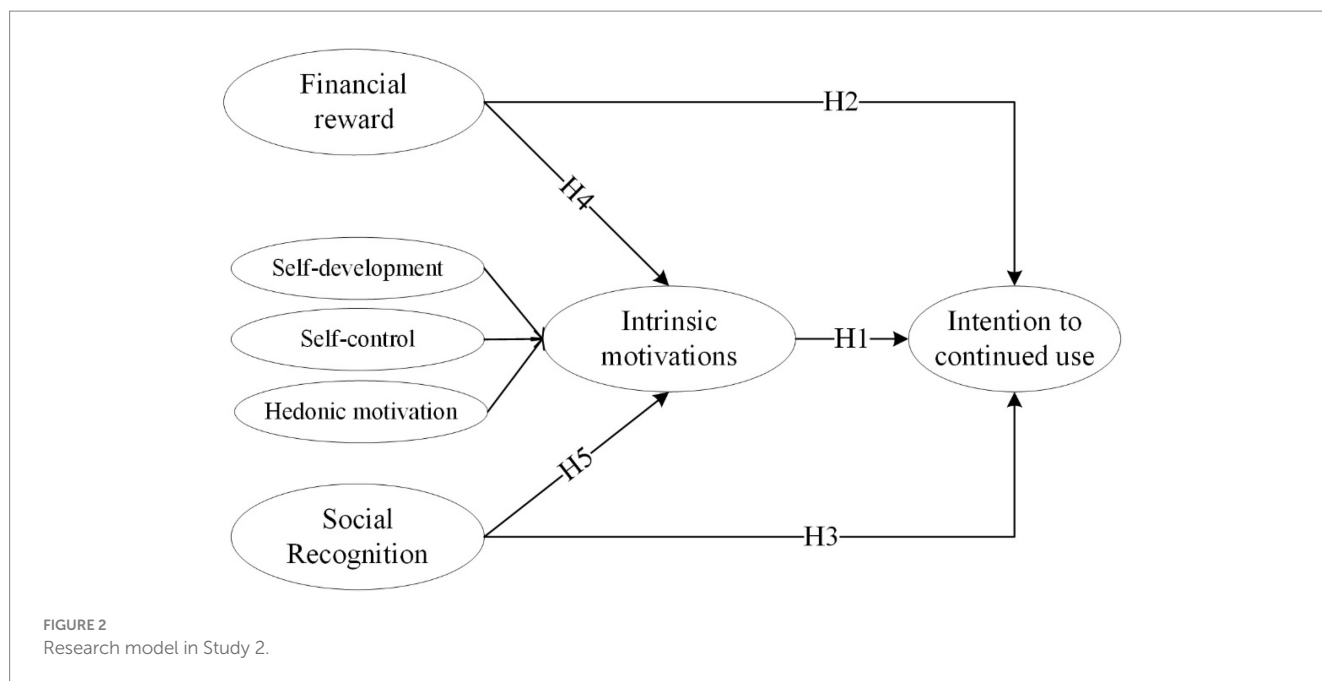 Financial
reward
H2
H4
Self-development
Self-control
Hedonic motivation
Intrinsic
motivations
H1
Intention to
continued use
H5
Social
Recognition
H3
FIGURE 2
Research model in Study 2.